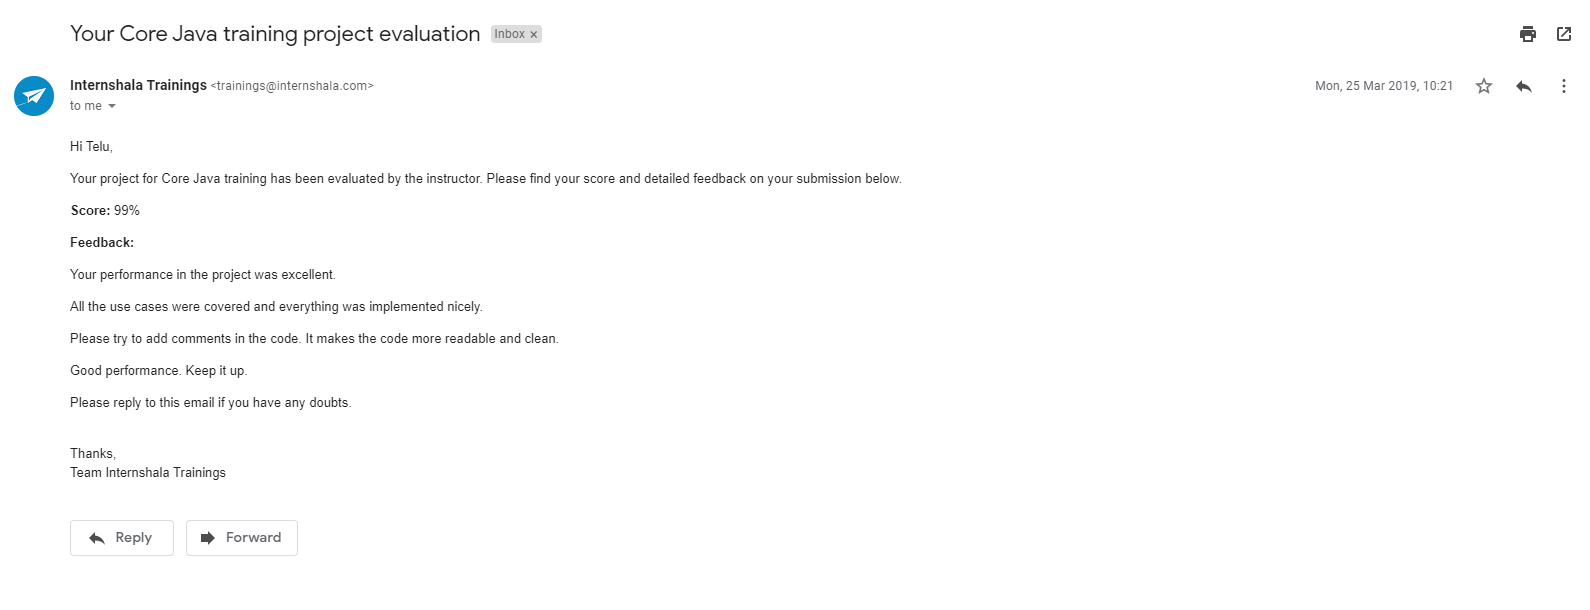 Your Core Java training project evaluation Inbox ×
Internshala Trainings <trainings@internshala.com> Mon, 25 Mar 2019, 10:21
to me
Hi Telu,
Your project for Core Java training has been evaluated by the instructor. Please find your score and detailed feedback on your submission below.
Score: 99%
Feedback:
Your performance in the project was excellent.
All the use cases were covered and everything was implemented nicely.
Please try to add comments in the code. It makes the code more readable and clean.
Good performance. Keep it up.
Please reply to this email if you have any doubts.
Thanks,
Team Internshala Trainings
Reply Forward